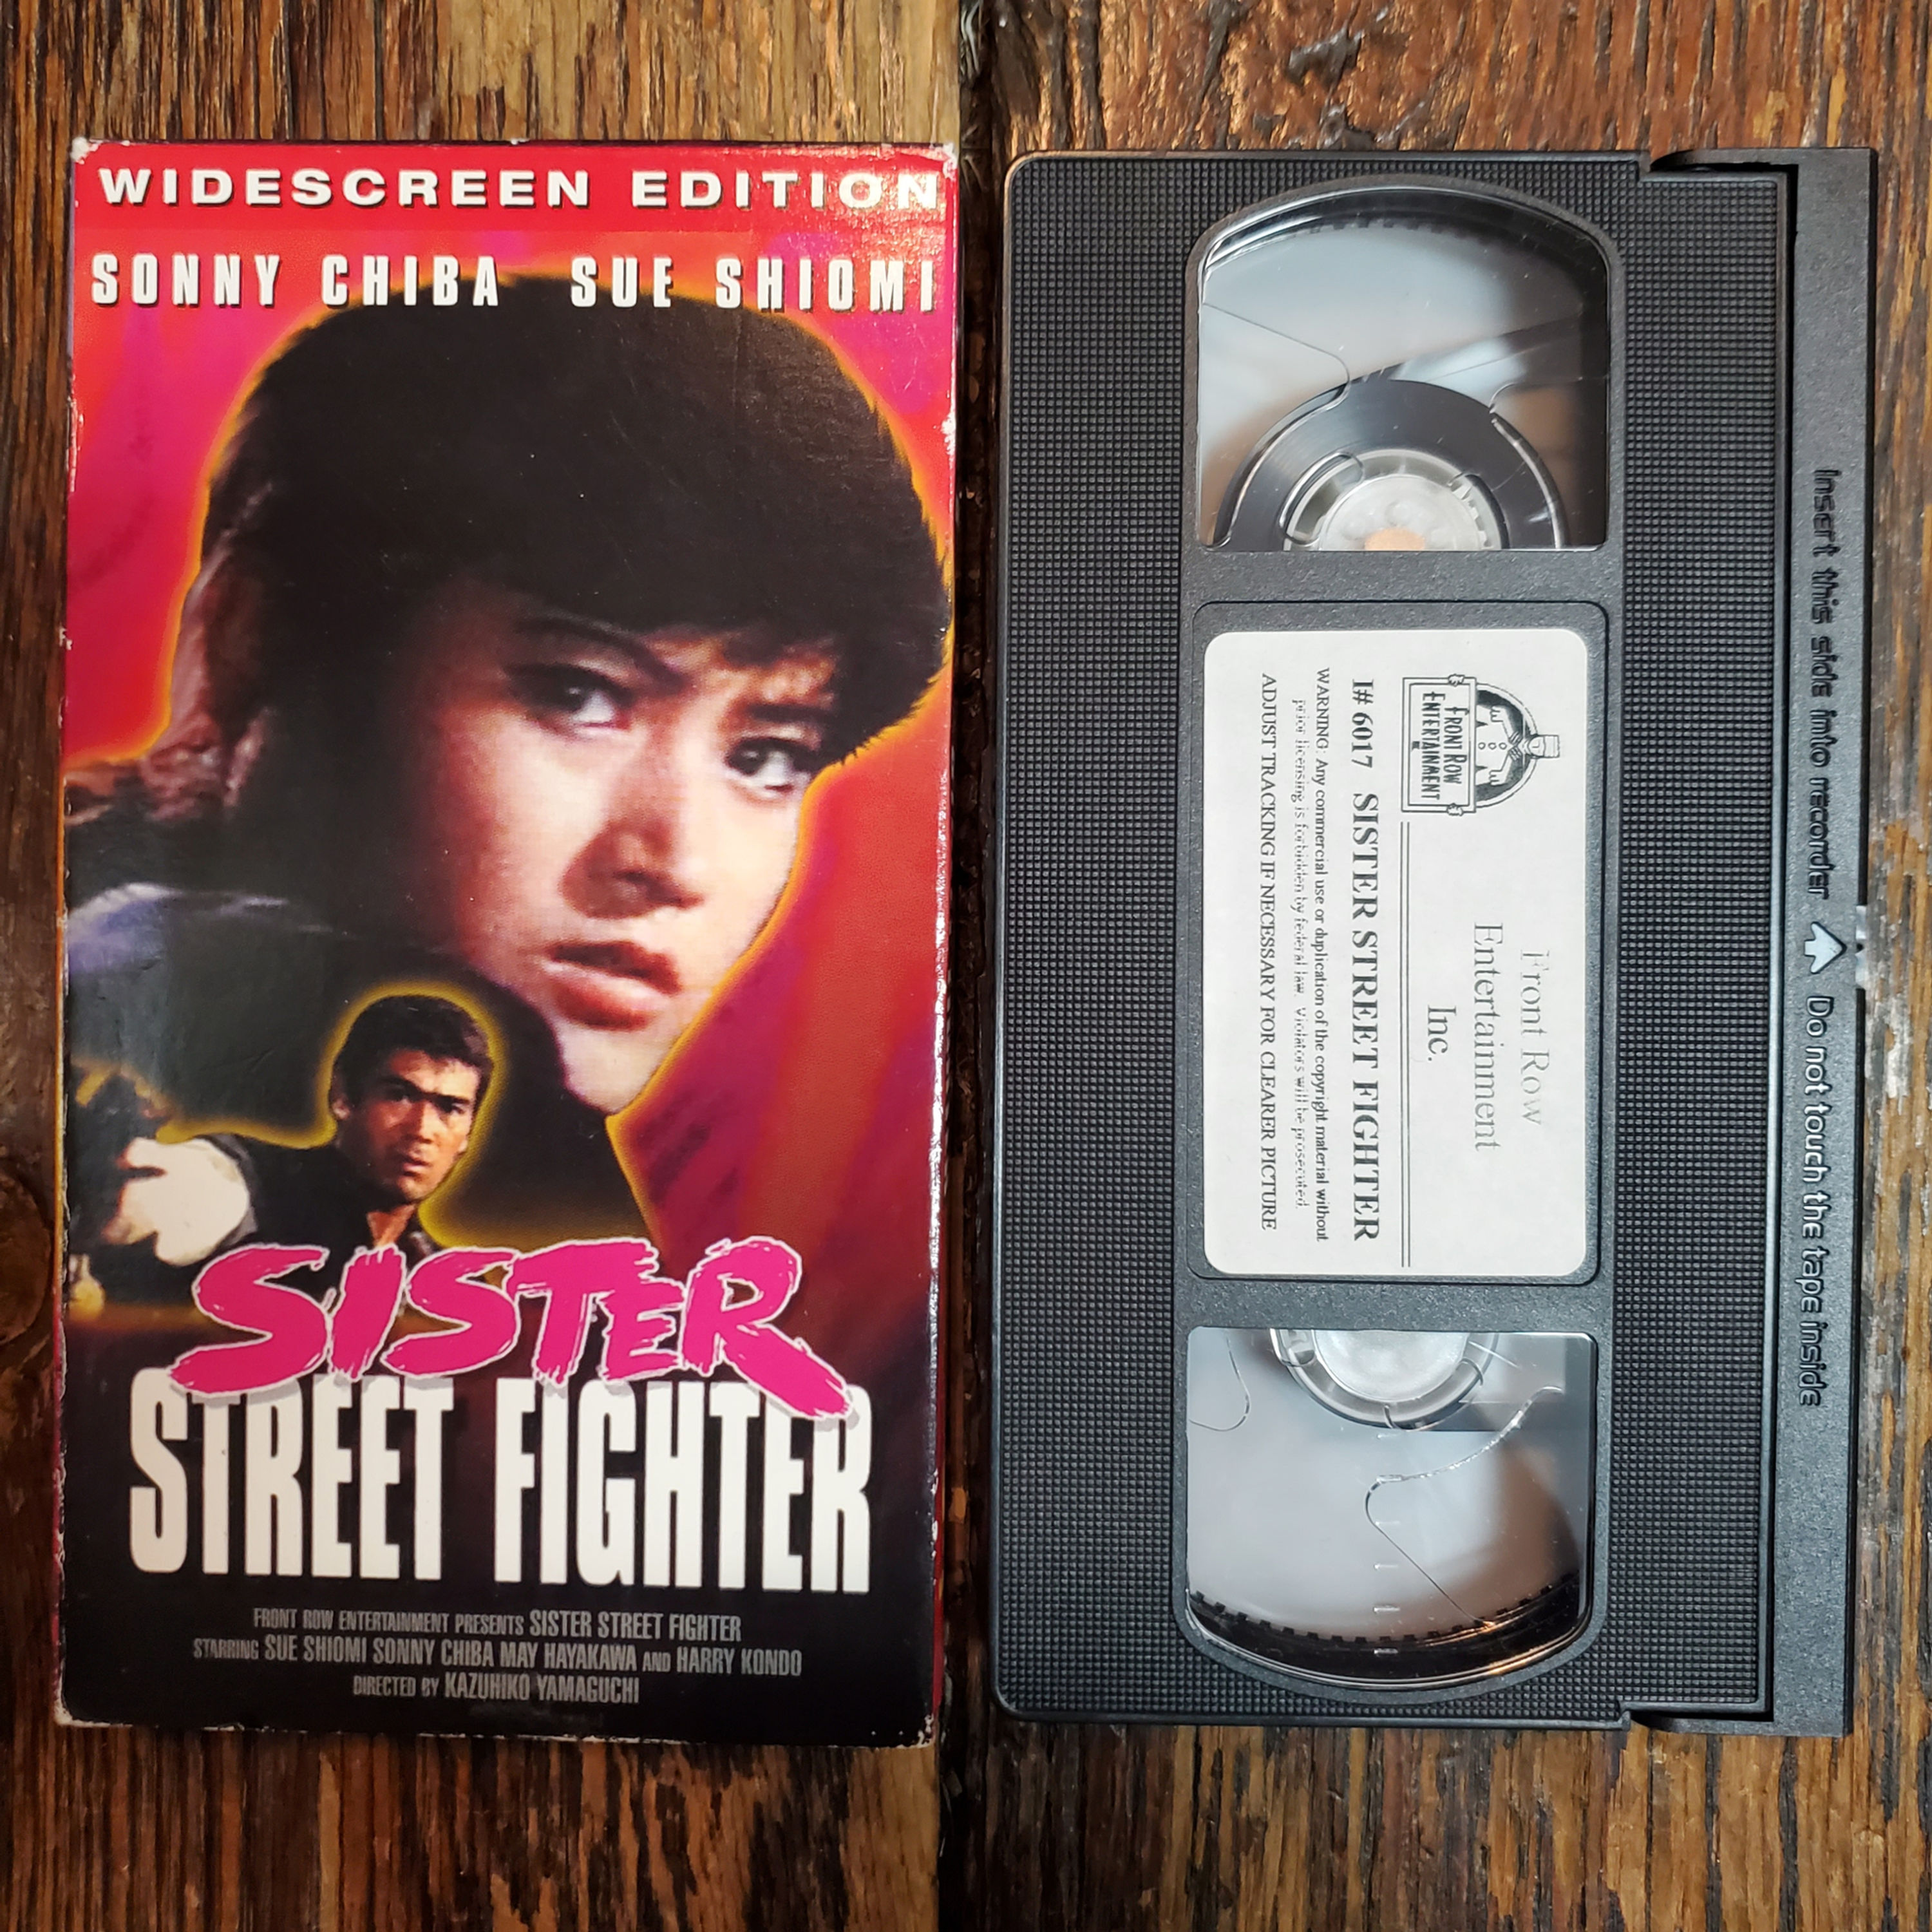 WIDESCREEN EDITION
SONNY CHIBA SUE SHIOMI
SISTER
STREET FIGHTER
FRONT ROW ENTERTAINMENT PRESENTS SISTER STREET FIGHTER
STARRING SUE SHIOMI SONNY CHIBA MAY HAYAKAWA AND HARRY KONDO
DIRECTED BY KAZUHIKO YAMAGUCHI
Insert this side into recorder Do not touch the tape inside
FRONT ROW
ENTERTAINMENT
Front Row
Entertainment
Inc.
I# 6017 SISTER STREET FIGHTER
WARNING: Any commercial use or duplication of the copyright material without
prior licensing is forbidden by federal law. Violators will be prosecuted.
ADJUST TRACKING IF NECESSARY FOR CLEARER PICTURE